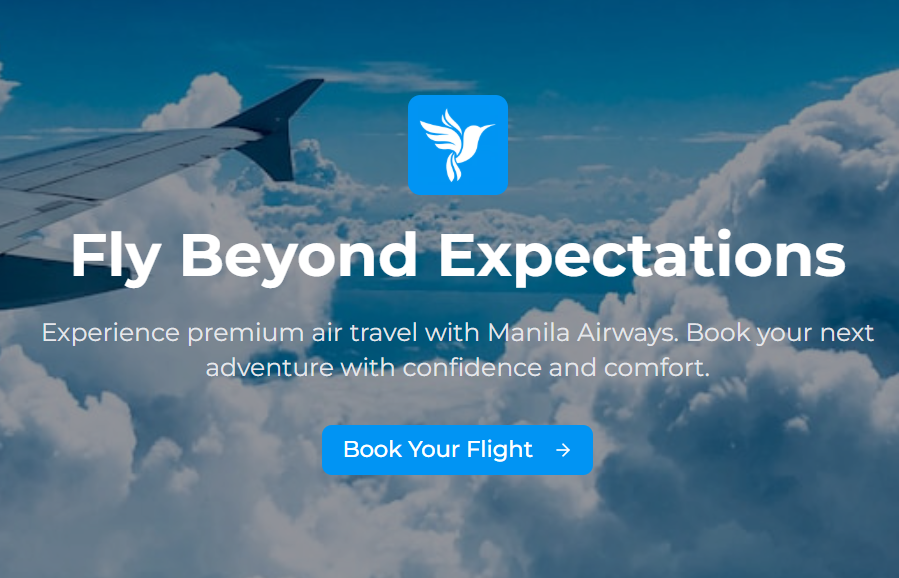 Fly Beyond Expectations
Experience premium air travel with Manila Airways. Book your next
adventure with confidence and comfort.
Book Your Flight →